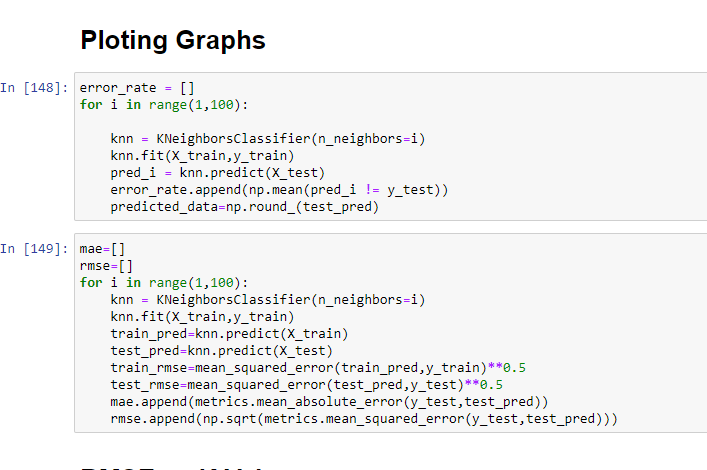 Ploting Graphs
In [148]: error_rate = []
for i in range(1,100):
knn = KNeighborsClassifier(n_neighbors=i)
knn.fit(X_train,y_train)
pred_i = knn.predict(X_test)
error_rate.append(np.mean(pred_i != y_test))
predicted_data=np.round_(test_pred)
In [149]: mae=[]
rmse=[]
for i in range(1,100):
knn = KNeighborsClassifier(n_neighbors=i)
knn.fit(X_train,y_train)
train_pred=knn.predict(X_train)
test_pred=knn.predict(X_test)
train_rmse=mean_squared_error(train_pred,y_train)**0.5
test_rmse=mean_squared_error(test_pred,y_test)**0.5
mae.append(metrics.mean_absolute_error(y_test,test_pred))
rmse.append(np.sqrt(metrics.mean_squared_error(y_test,test_pred)))